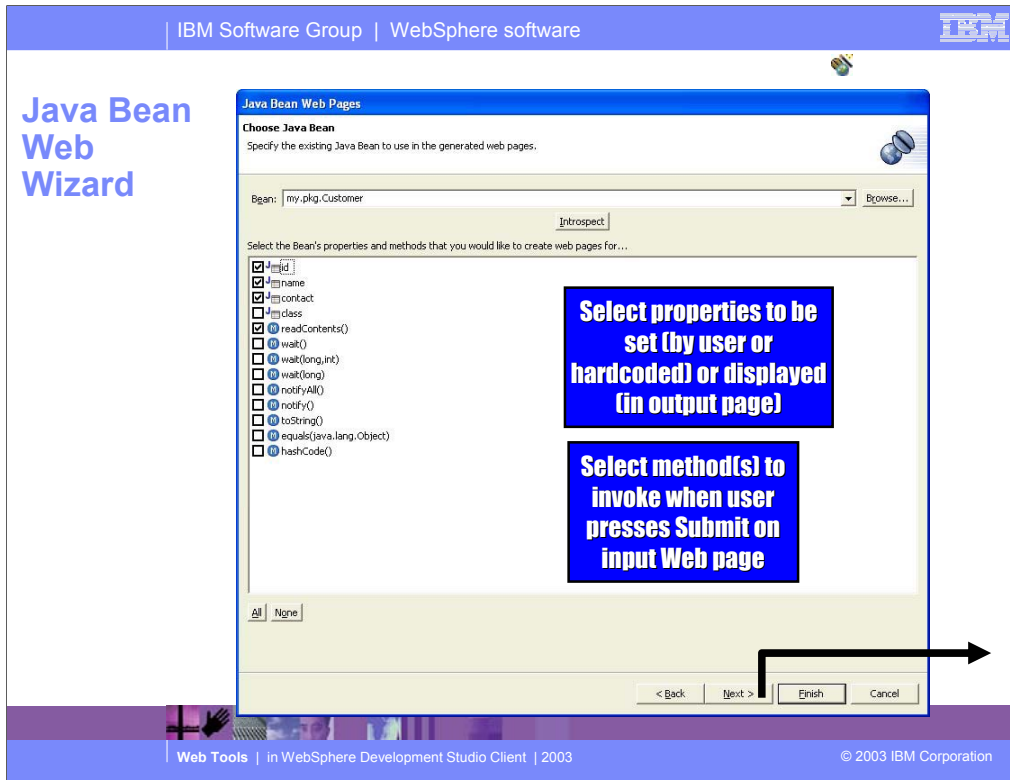 IBM Software Group | WebSphere software
IBM
Java Bean
Web
Wizard
Java Bean Web Pages
Choose Java Bean
Specify the existing Java Bean to use in the generated web pages.
Bean: my.pkg.Customer Browse...
Introspect
Select the Bean's properties and methods that you would like to create web pages for...
id
name
contact
class
readContents()
wait()
wait(long,int)
wait(long)
notifyAll()
notify()
toString()
equals(java.lang.Object)
hashCode()
Select properties to be
set (by user or
hardcoded) or displayed
(in output page)
Select method(s) to
invoke when user
presses Submit on
input Web page
All None
< Back Next > Finish Cancel
Web Tools | in WebSphere Development Studio Client | 2003 © 2003 IBM Corporation